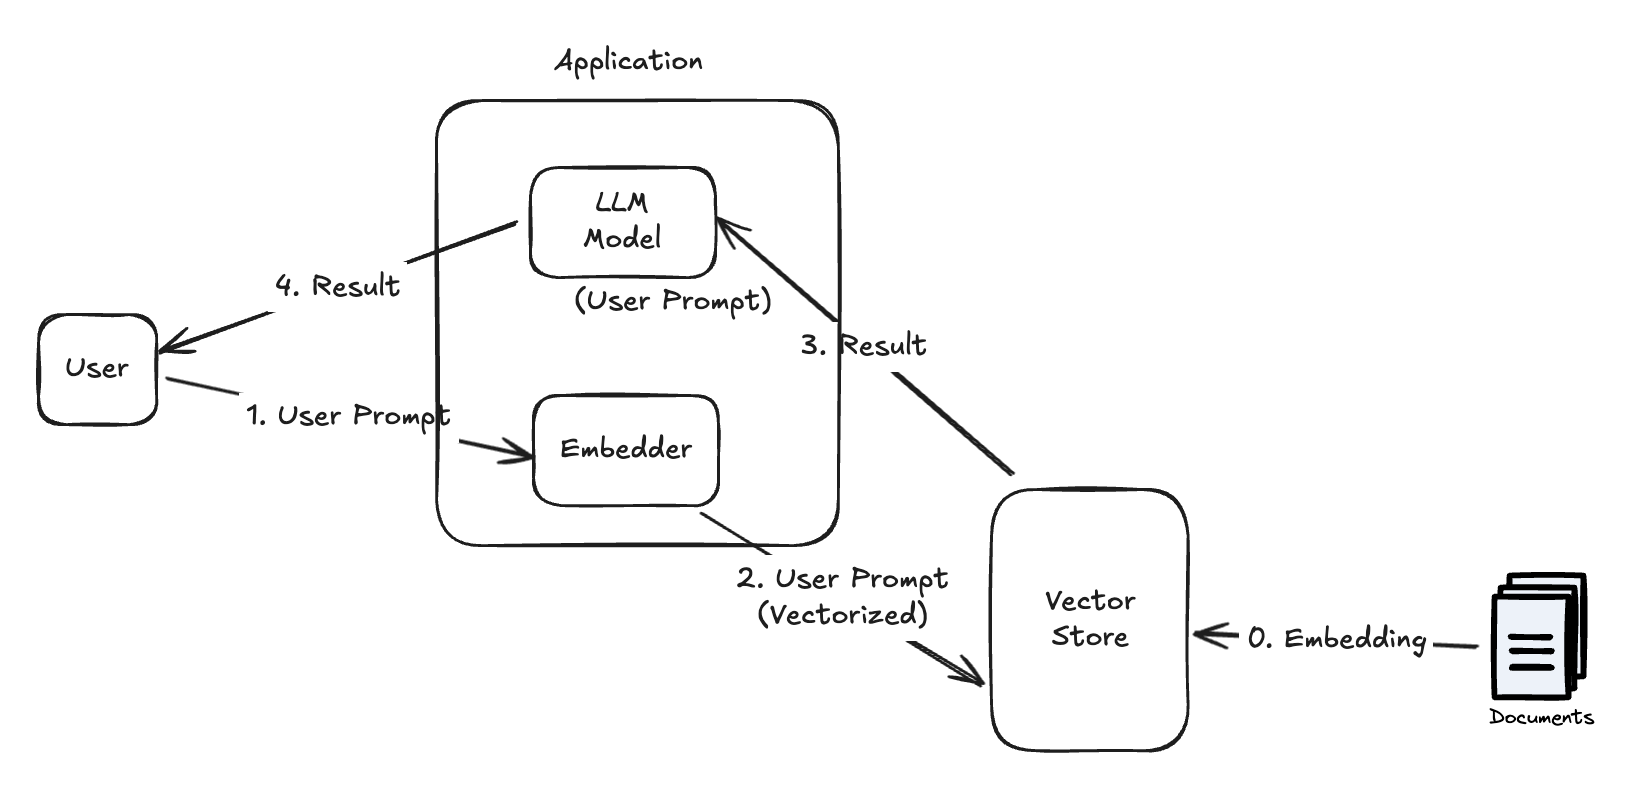 Application
LLM
Model
(User Prompt)
4. Result
3. Result
User
1. User Prompt
Embedder
2. User Prompt
(Vectorized)
Vector
Store
0. Embedding
Documents